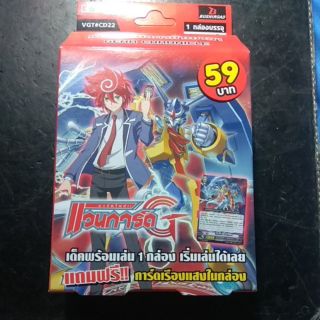 VGT#CD22
BUSHIROAD
1 กล่องบรรจุ
GEAR CHRONICLE
59
บาท
แวนการ์ดG
เด็คพร้อมเล่น 1 กล่อง เริ่มเล่นได้เลย
แถมฟรี!! การ์ดเรืองแสงในกล่อง